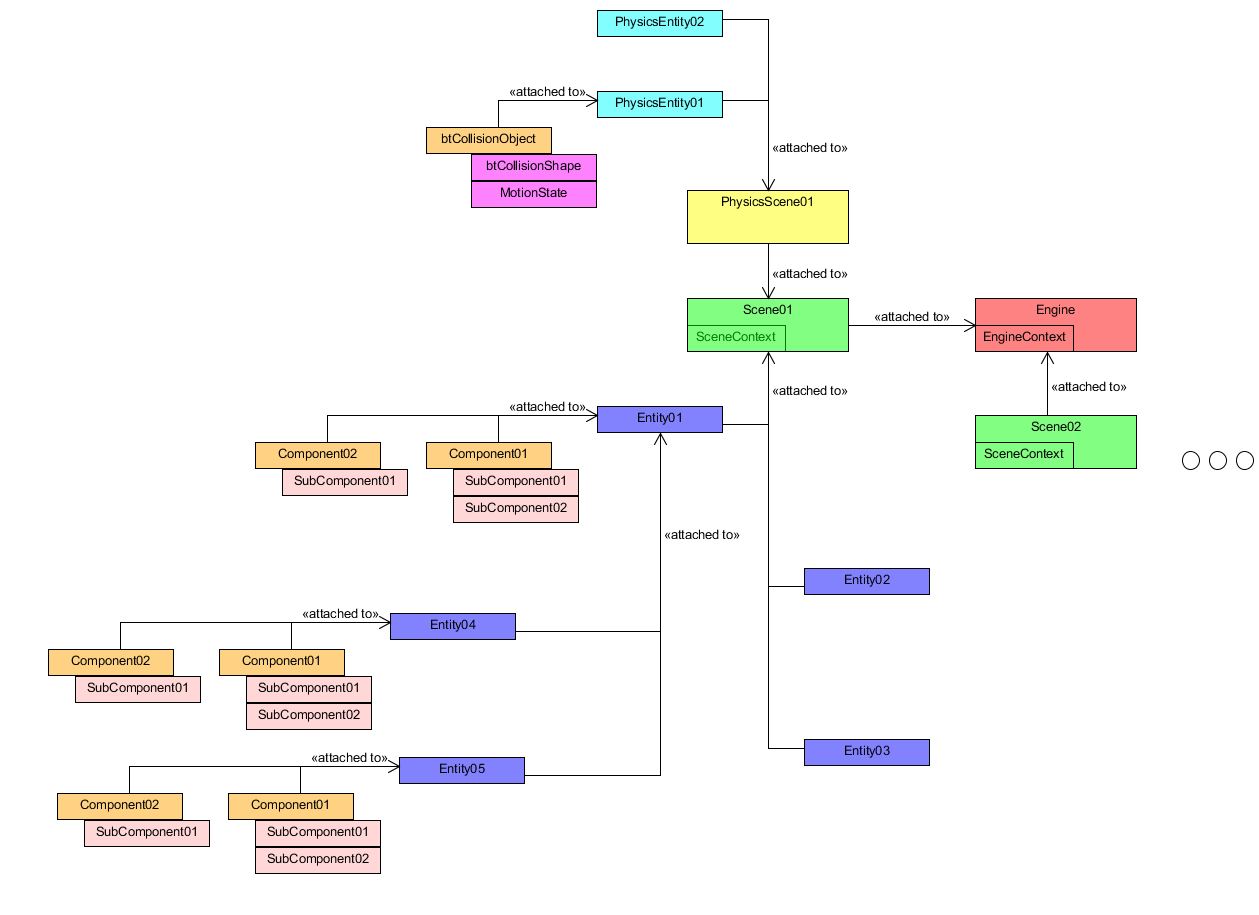 PhysicsEntity02
«attached to»
PhysicsEntity01
btCollisionObject
btCollisionShape
MotionState
«attached to»
PhysicsScene01
«attached to»
Scene01
SceneContext
«attached to»
Engine
EngineContext
«attached to»
«attached to»
Scene02
SceneContext
«attached to»
Entity01
Component02
SubComponent01
Component01
SubComponent01
SubComponent02
«attached to»
Entity02
«attached to»
Entity04
Component02
SubComponent01
Component01
SubComponent01
SubComponent02
Entity03
«attached to»
Entity05
Component02
SubComponent01
Component01
SubComponent01
SubComponent02